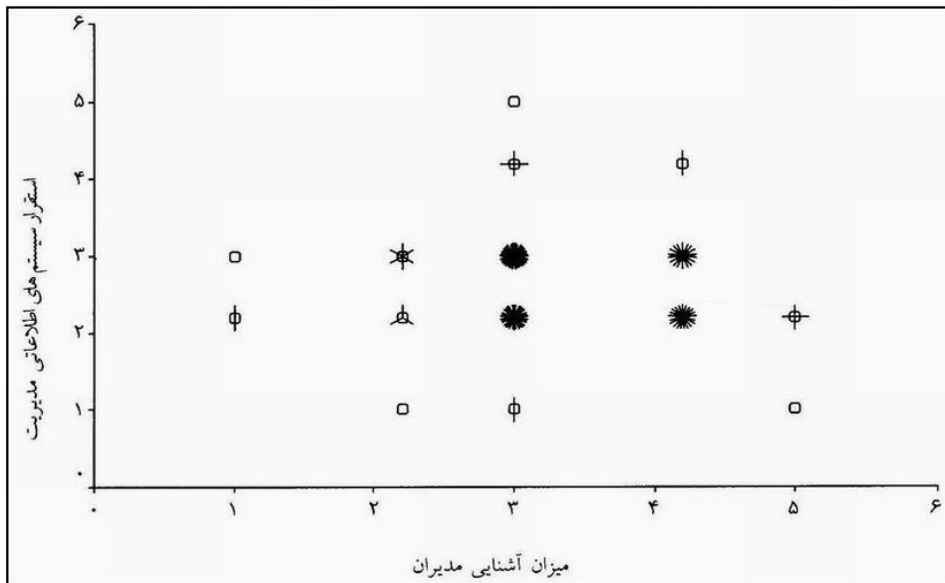 ۶
۵
۴
۳
۲
۱
۰
استقرار سیستم های اطلاعاتی مدیریت
۰ ۱ ۲ ۳ ۴ ۵ ۶
میزان آشنایی مدیران